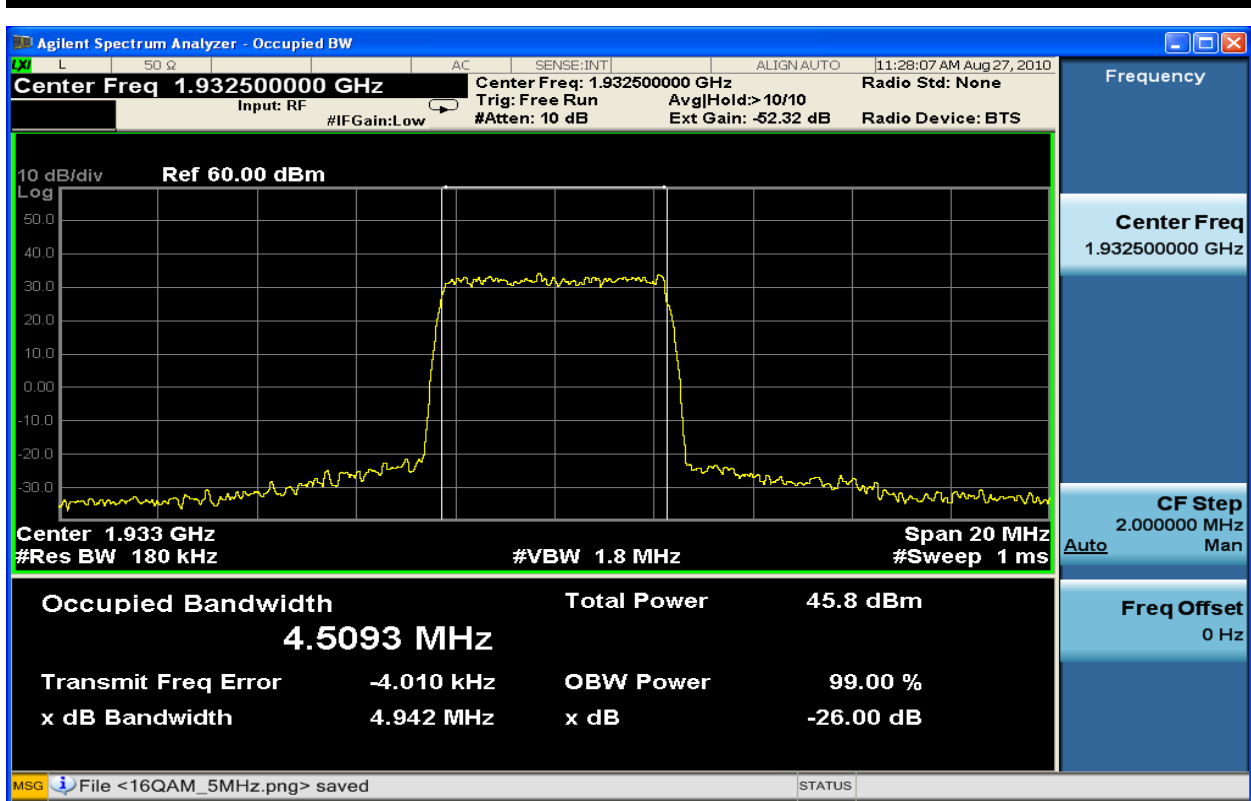 Agilent Spectrum Analyzer - Occupied BW
LXI L 50 Ω AC SENSE:INT ALIGN AUTO 11:28:07 AM Aug 27, 2010
Center Freq 1.932500000 GHz
Input: RF
#IFGain:Low
Center Freq: 1.932500000 GHz
Trig: Free Run Avg|Hold:>10/10
#Atten: 10 dB Ext Gain: -52.32 dB
Radio Std: None
Radio Device: BTS
10 dB/div Ref 60.00 dBm
Log
50.0
40.0
30.0
20.0
10.0
0.00
-10.0
-20.0
-30.0
Center 1.933 GHz Span 20 MHz
#Res BW 180 kHz #VBW 1.8 MHz #Sweep 1 ms
Occupied Bandwidth Total Power 45.8 dBm
4.5093 MHz
Transmit Freq Error -4.010 kHz OBW Power 99.00 %
x dB Bandwidth 4.942 MHz x dB -26.00 dB
Frequency
Center Freq
1.932500000 GHz
CF Step
2.000000 MHz
Auto Man
Freq Offset
0 Hz
MSG File <16QAM_5MHz.png> saved STATUS